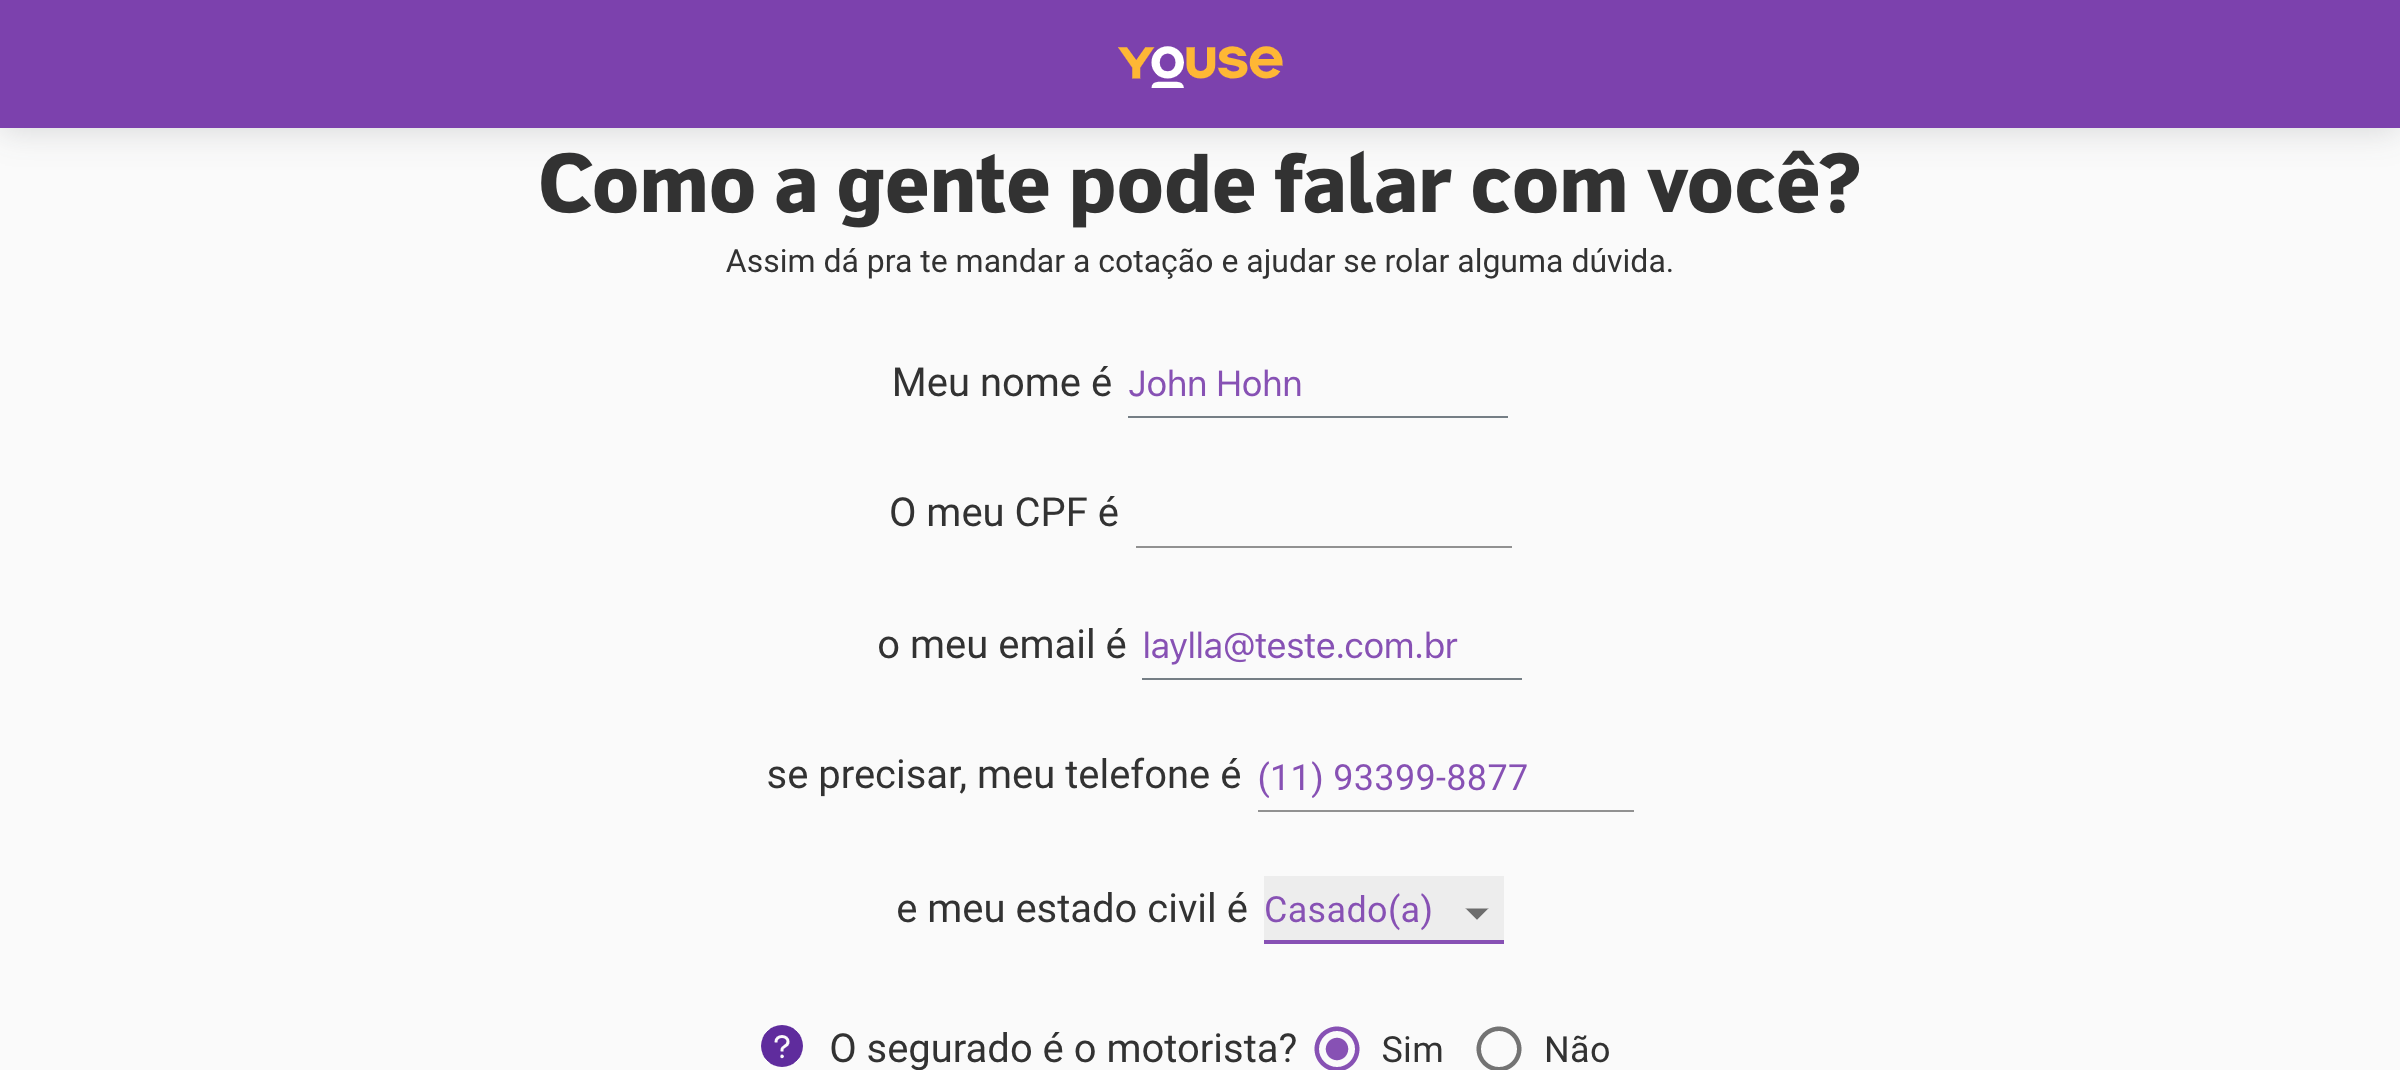 youse
Como a gente pode falar com você?
Assim dá pra te mandar a cotação e ajudar se rolar alguma dúvida.
Meu nome é John Hohn
O meu CPF é
o meu email é laylla@teste.com.br
se precisar, meu telefone é (11) 93399-8877
e meu estado civil é Casado(a)
? O segurado é o motorista? Sim Não